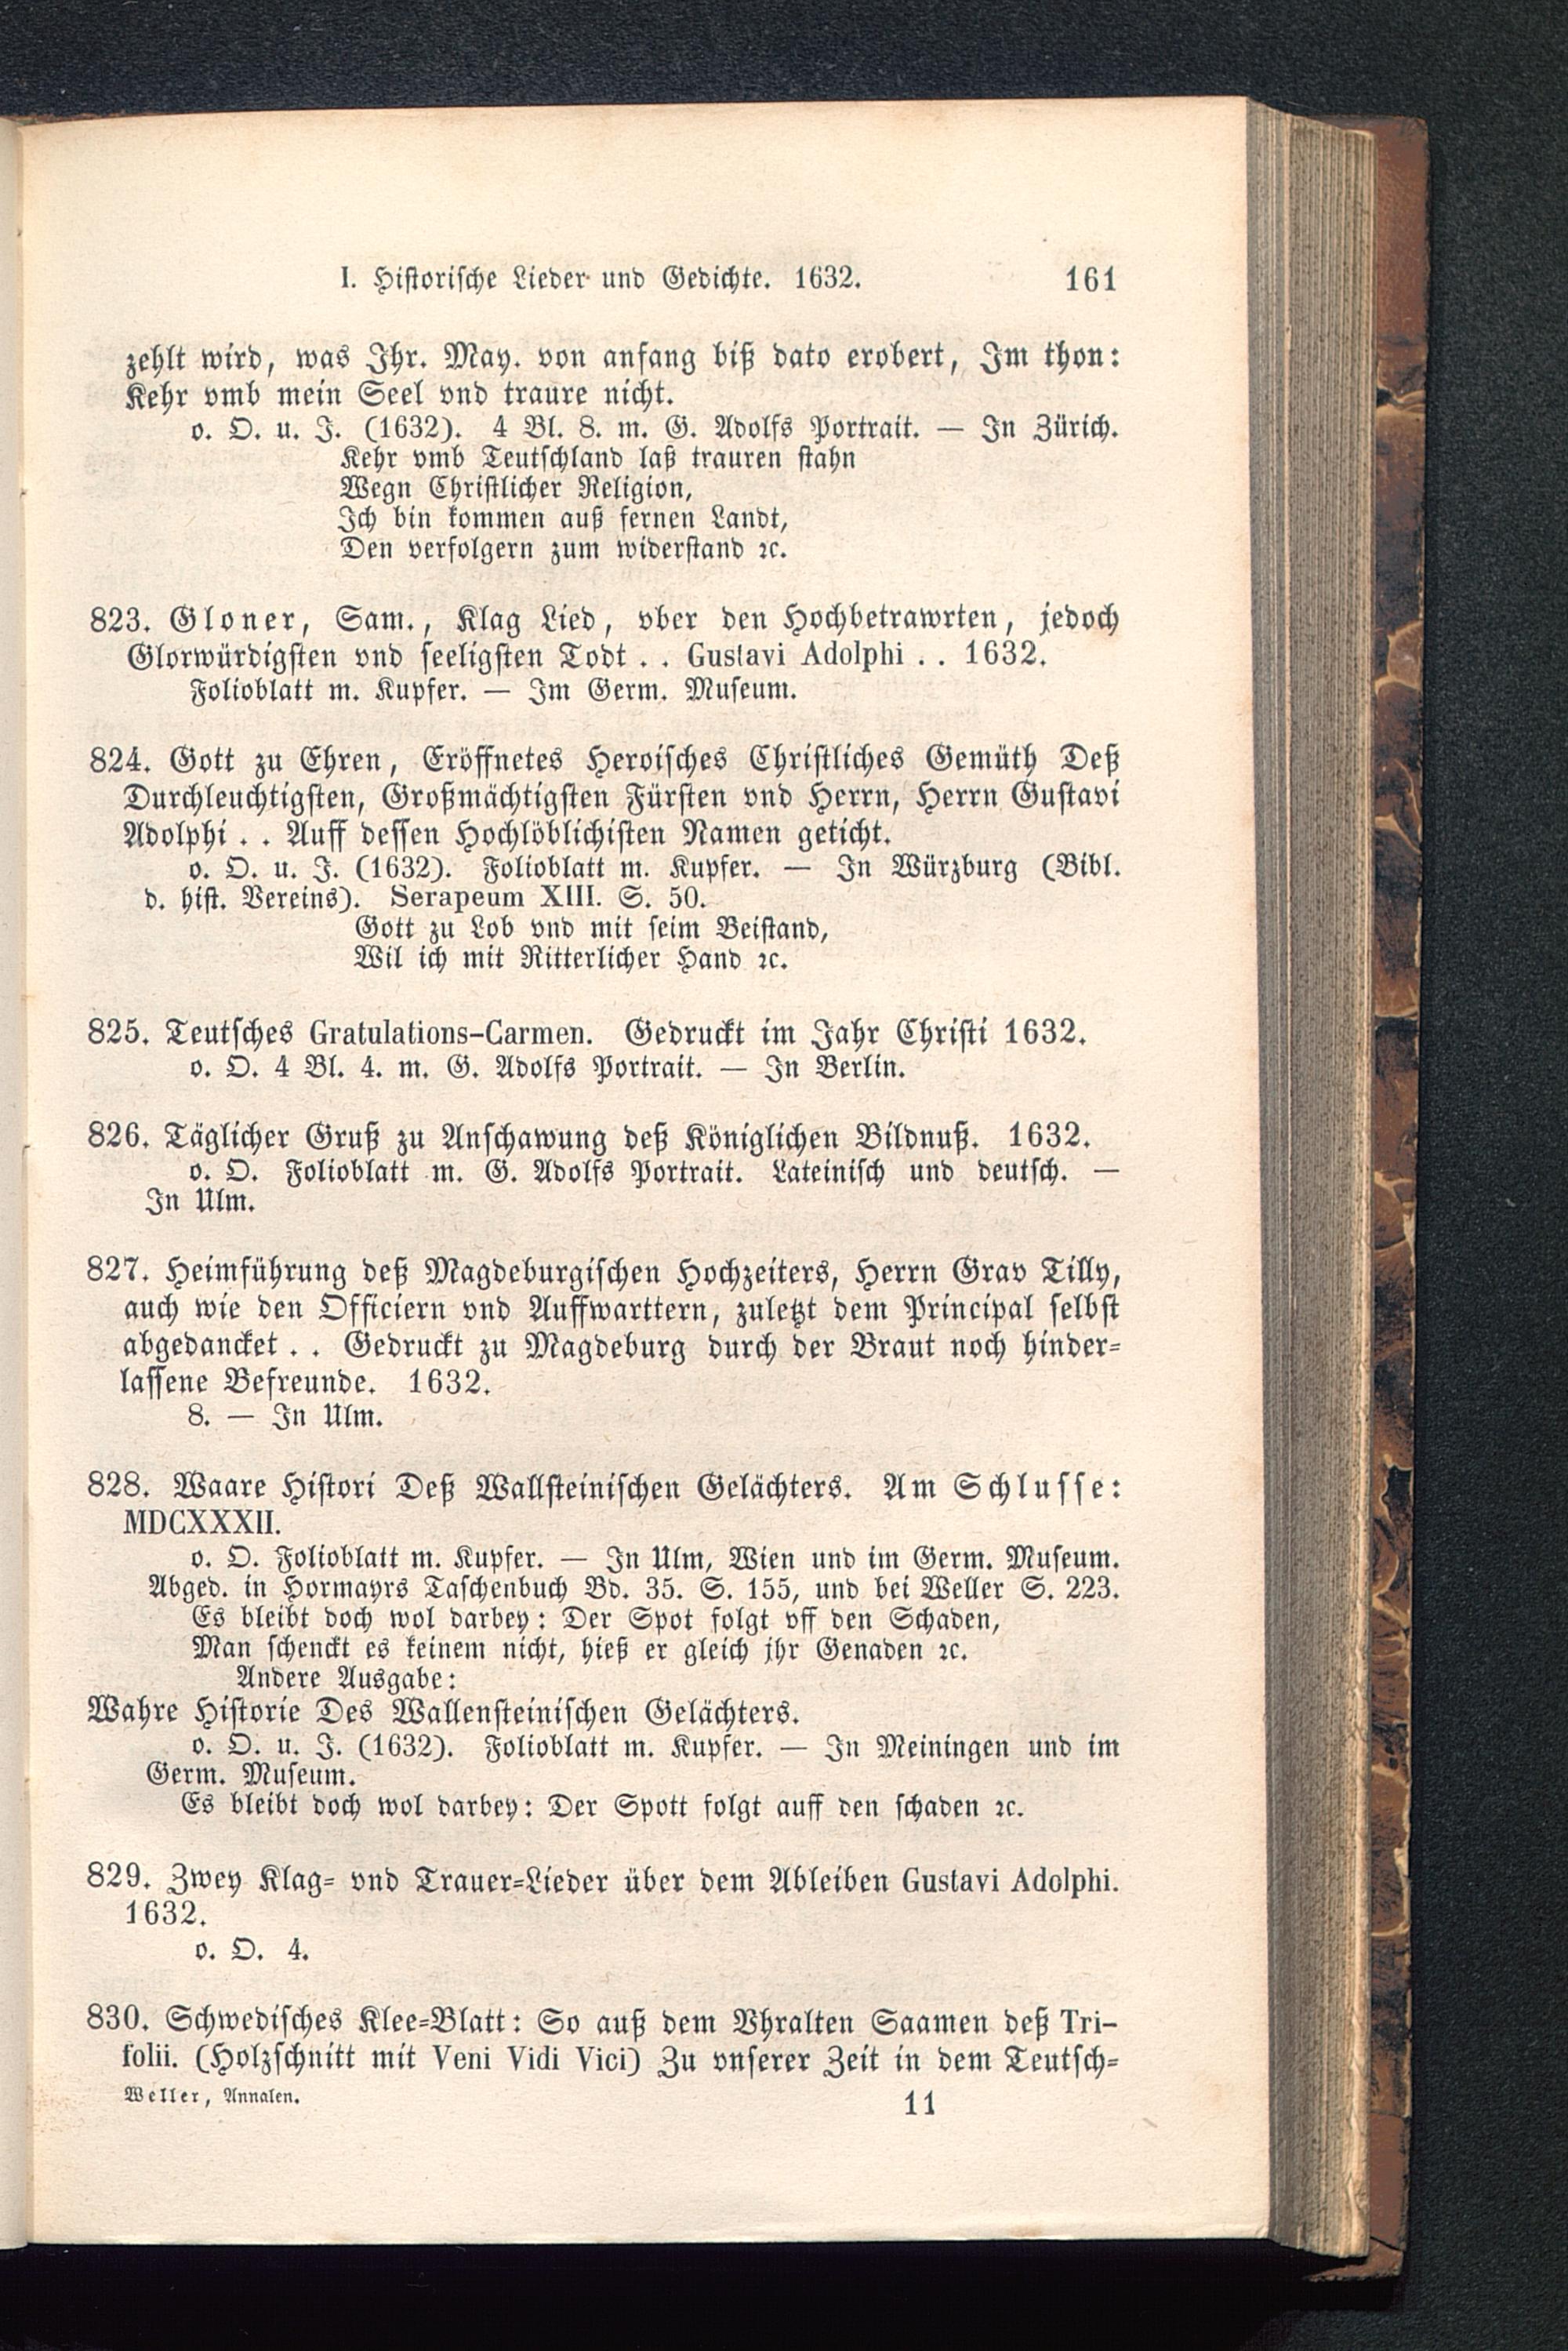 I. Historische Lieder und Gedichte. 1632. 161
zehlt wird, was Ihr. May. von anfang biß dato erobert, Im thon:
Kehr vmb mein Seel vnd traure nicht.
o. O. u. J. (1632). 4 Bl. 8. m. G. Adolfs Portrait. — In Zürich.
Kehr vmb Teutschland laß trauren stahn
Wegn Christlicher Religion,
Ich bin kommen auß fernen Landt,
Den verfolgern zum widerstand ꝛc.
823. Gloner, Sam., Klag Lied, vber den Hochbetrawrten, jedoch
Glorwürdigsten vnd seeligsten Todt . . Gustavi Adolphi . . 1632.
Folioblatt m. Kupfer. — Im Germ. Museum.
824. Gott zu Ehren, Eröffnetes Heroisches Christliches Gemüth Deß
Durchleuchtigsten, Großmächtigsten Fürsten vnd Herrn, Herrn Gustavi
Adolphi . . Auff dessen Hochlöblichisten Namen geticht.
o. O. u. J. (1632). Folioblatt m. Kupfer. — In Würzburg (Bibl.
d. hist. Vereins). Serapeum XIII. S. 50.
Gott zu Lob vnd mit seim Beistand,
Wil ich mit Ritterlicher Hand ꝛc.
825. Teutsches Gratulations-Carmen. Gedruckt im Jahr Christi 1632.
o. O. 4 Bl. 4. m. G. Adolfs Portrait. — In Berlin.
826. Täglicher Gruß zu Anschawung deß Königlichen Bildnuß. 1632.
o. O. Folioblatt m. G. Adolfs Portrait. Lateinisch und deutsch. —
In Ulm.
827. Heimführung deß Magdeburgischen Hochzeiters, Herrn Grav Tilly,
auch wie den Officiern vnd Auffwarttern, zuletzt dem Principal selbst
abgedancket . . Gedruckt zu Magdeburg durch der Braut noch hinder-
lassene Befreunde. 1632.
8. — In Ulm.
828. Waare Histori Deß Wallsteinischen Gelächters. Am Schlusse:
MDCXXXII.
o. O. Folioblatt m. Kupfer. — In Ulm, Wien und im Germ. Museum.
Abged. in Hormayrs Taschenbuch Bd. 35. S. 155, und bei Weller S. 223.
Es bleibt doch wol darbey: Der Spot folgt vff den Schaden,
Man schenckt es keinem nicht, hieß er gleich jhr Genaden ꝛc.
Andere Ausgabe:
Wahre Historie Des Wallensteinischen Gelächters.
o. O. u. J. (1632). Folioblatt m. Kupfer. — In Meiningen und im
Germ. Museum.
Es bleibt doch wol darbey: Der Spott folgt auff den schaden ꝛc.
829. Zwey Klag- vnd Trauer-Lieder über dem Ableiben Gustavi Adolphi.
1632.
o. O. 4.
830. Schwedisches Klee-Blatt: So auß dem Vhralten Saamen deß Tri-
folii. (Holzschnitt mit Veni Vidi Vici) Zu vnserer Zeit in dem Teutsch-
Weller, Annalen. 11